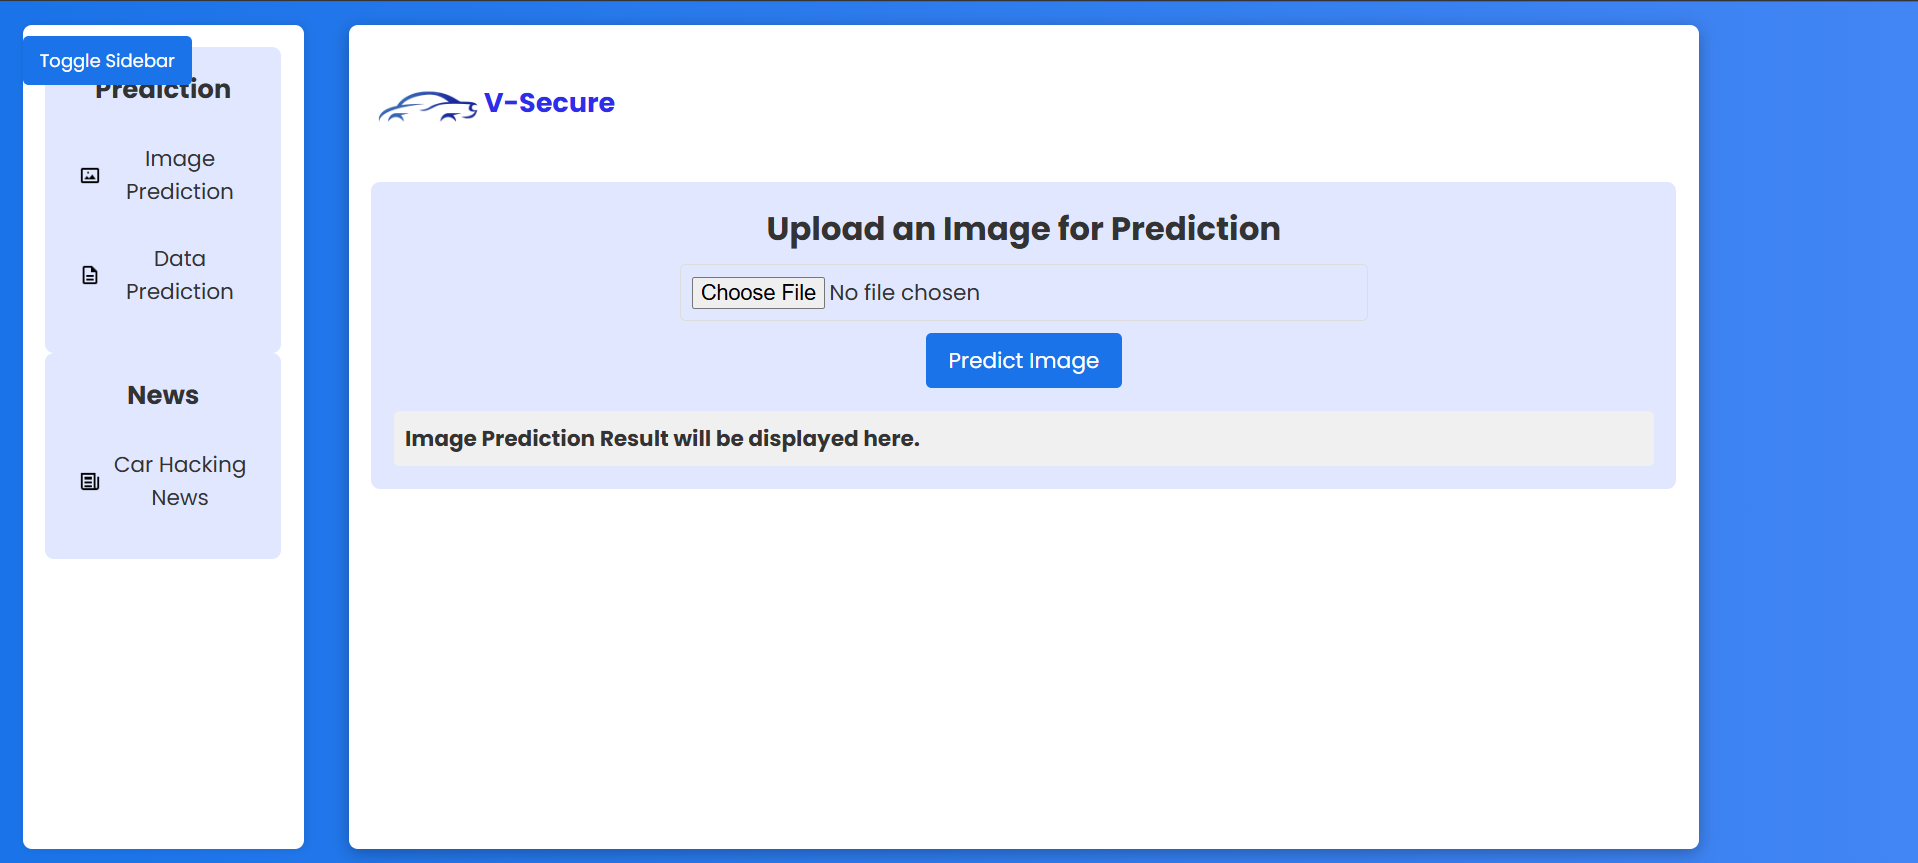 Toggle Sidebar
Prediction
Image
Prediction
Data
Prediction
News
Car Hacking
News
V-Secure
Upload an Image for Prediction
Choose File No file chosen
Predict Image
Image Prediction Result will be displayed here.